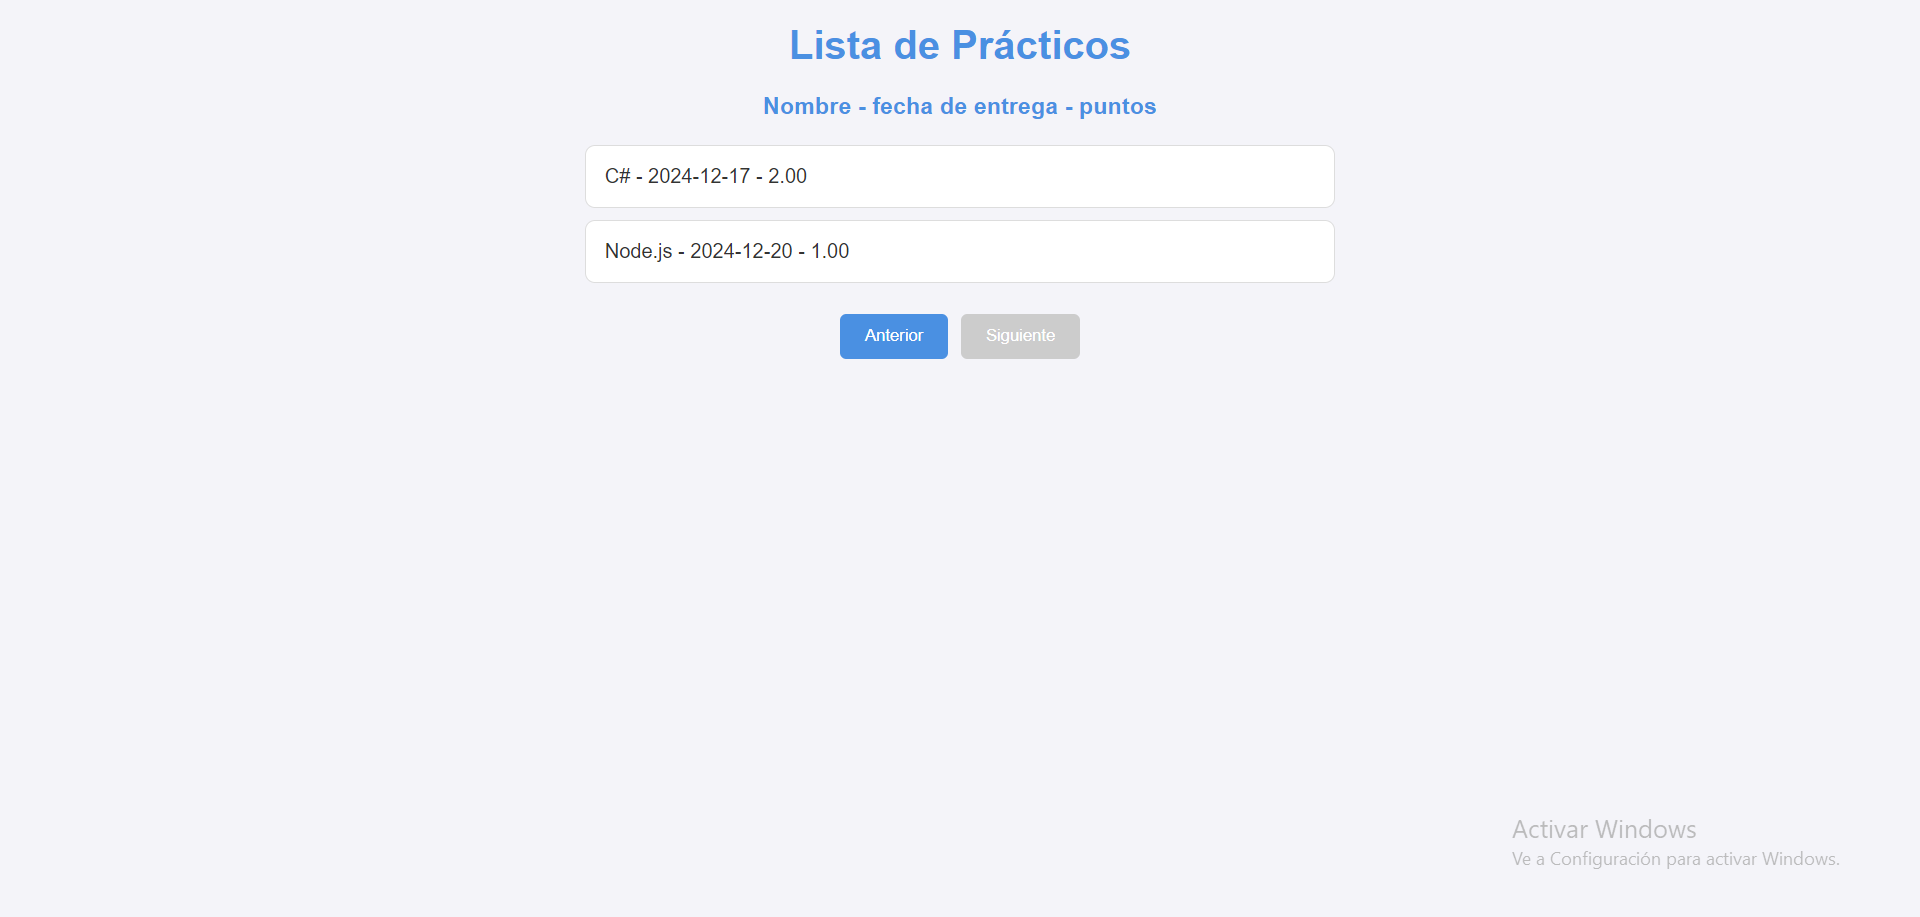 Lista de Prácticos
Nombre - fecha de entrega - puntos
C# - 2024-12-17 - 2.00
Node.js - 2024-12-20 - 1.00
Anterior
Siguiente
Activar Windows
Ve a Configuración para activar Windows.